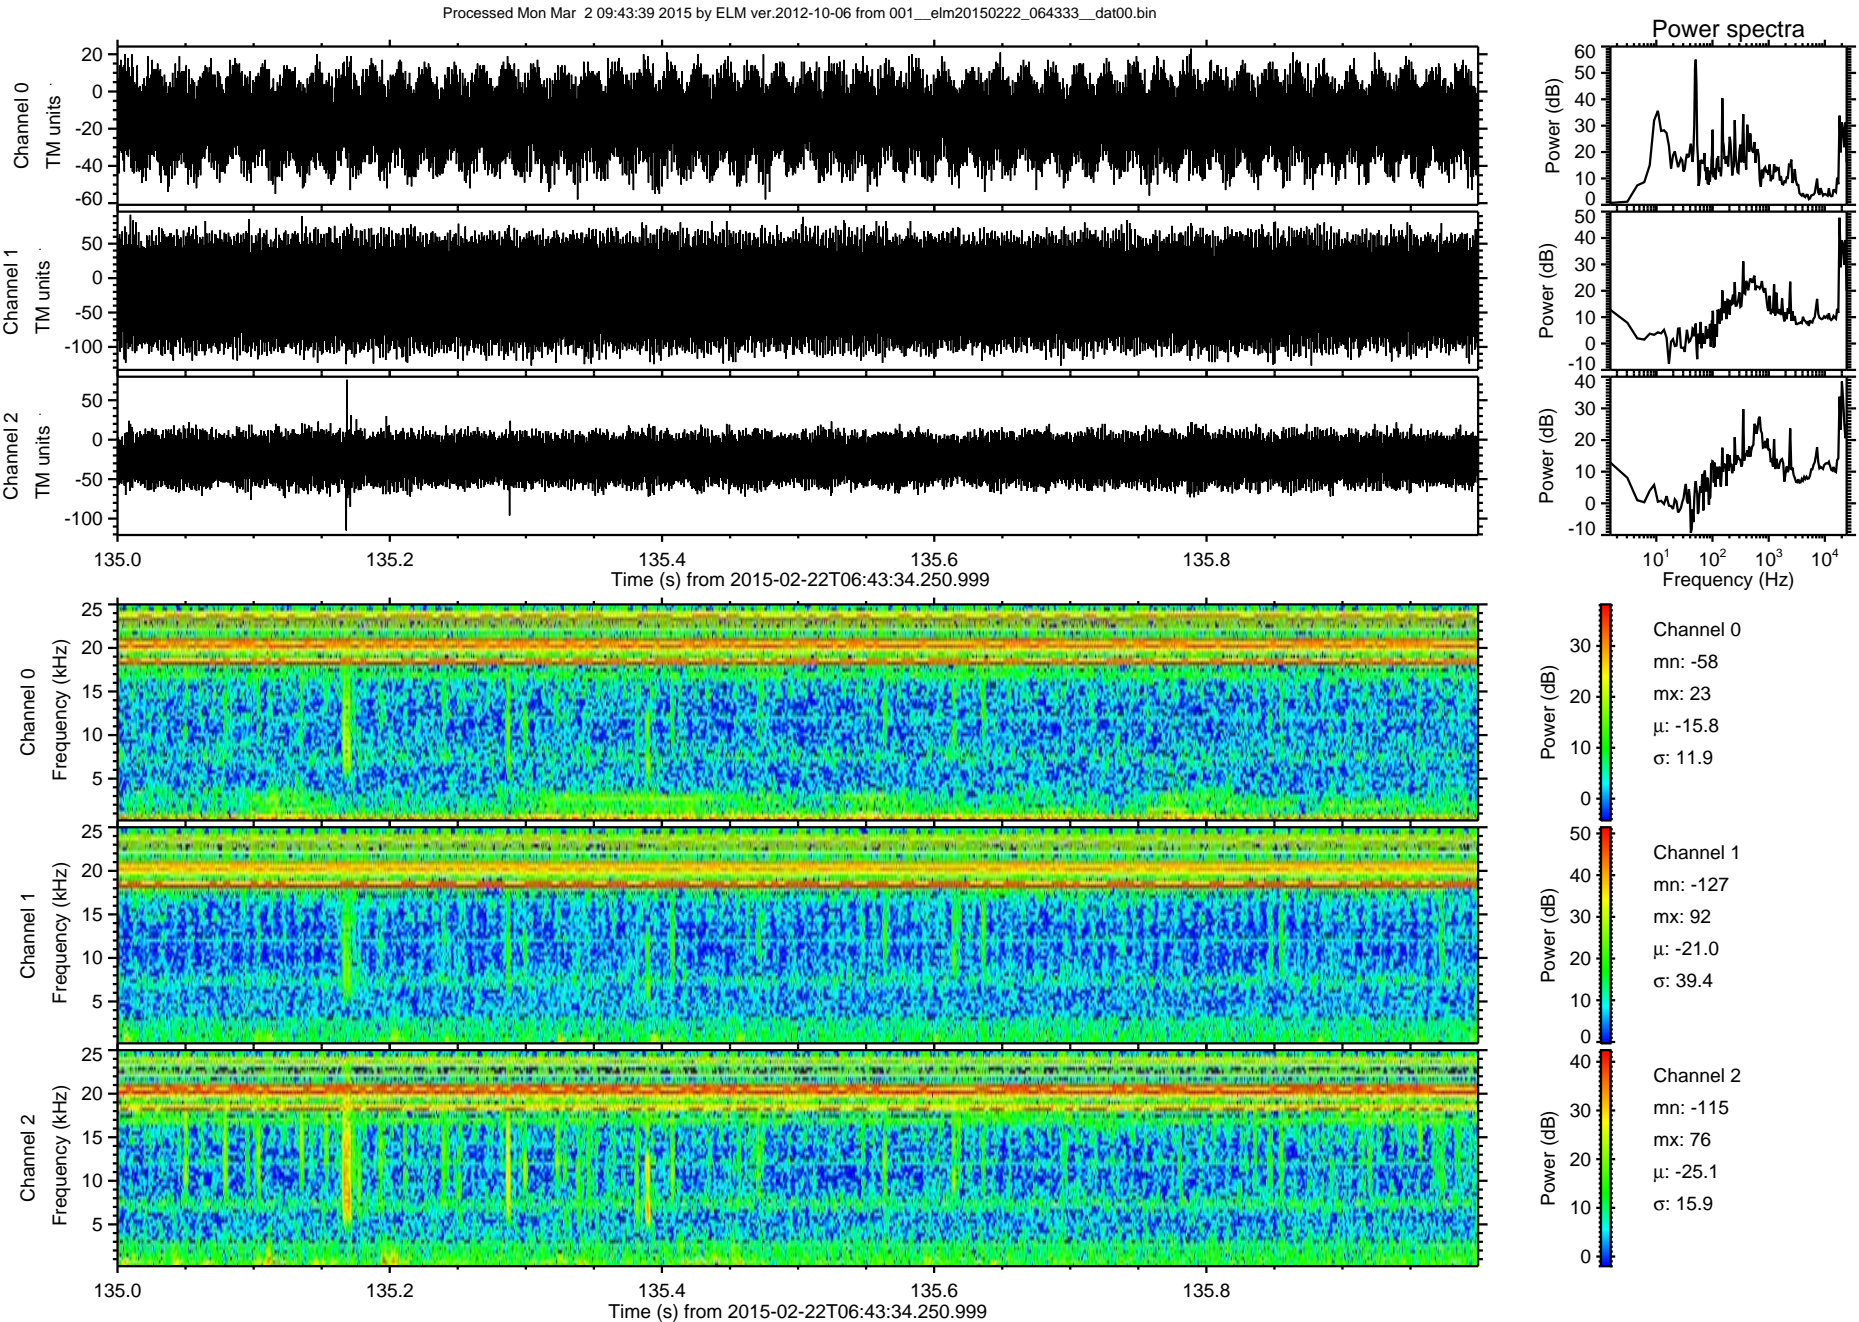 Processed Mon Mar  2 09:43:39 2015 by ELM ver.2012-10-06 from 001__elm20150222_064333__dat00.bin
Power spectra
Channel 0
TM units
20
0
-20
-40
-60
Power (dB)
60
50
40
30
20
10
0
Channel 1
TM units
50
0
-50
-100
Power (dB)
50
40
30
20
10
0
-10
Channel 2
TM units
50
0
-50
-100
Power (dB)
40
30
20
10
0
-10
135.0
135.2
135.4
135.6
135.8
Time (s) from 2015-02-22T06:43:34.250.999
10^1
10^2
10^3
10^4
Frequency (Hz)
Channel 0
Frequency (kHz)
25
20
15
10
5
Power (dB)
30
20
10
0
Channel 0
mn: -58
mx: 23
μ: -15.8
σ: 11.9
Channel 1
Frequency (kHz)
25
20
15
10
5
Power (dB)
50
40
30
20
10
0
Channel 1
mn: -127
mx: 92
μ: -21.0
σ: 39.4
Channel 2
Frequency (kHz)
25
20
15
10
5
Power (dB)
40
30
20
10
0
Channel 2
mn: -115
mx: 76
μ: -25.1
σ: 15.9
135.0
135.2
135.4
135.6
135.8
Time (s) from 2015-02-22T06:43:34.250.999